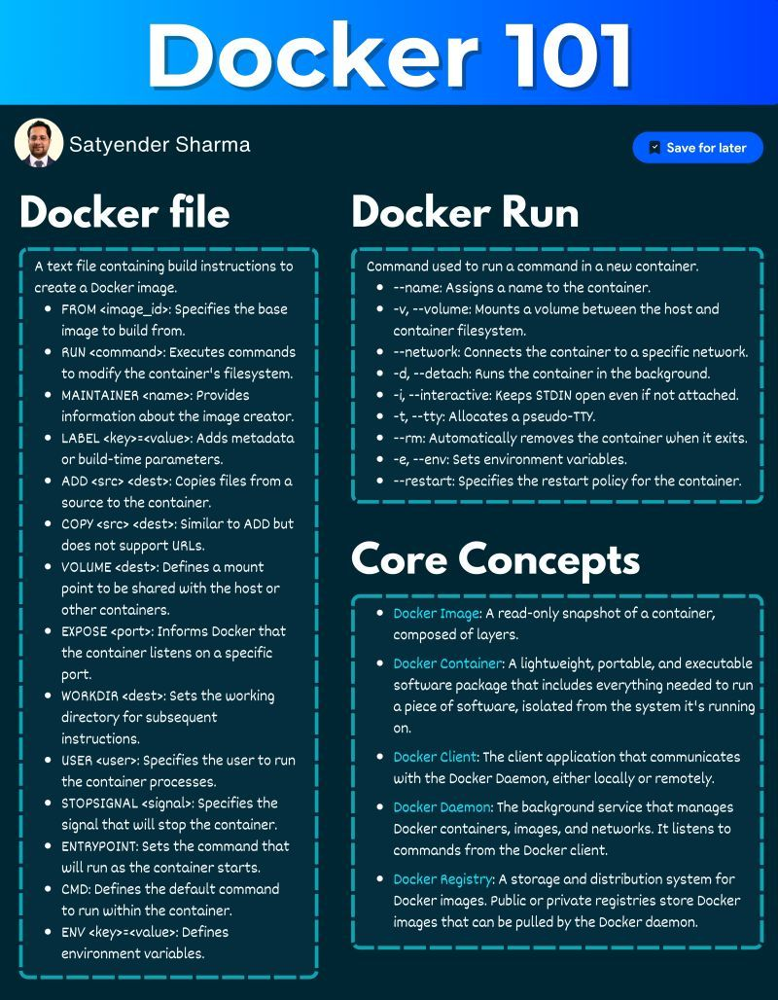 Docker 101
Satyender Sharma
Save for later
Docker file
A text file containing build instructions to
create a Docker image.
• FROM <image_id>: Specifies the base
image to build from.
• RUN <command>: Executes commands
to modify the container's filesystem.
• MAINTAINER <name>: Provides
information about the image creator.
• LABEL <key>=<value>: Adds metadata
or build-time parameters.
• ADD <src> <dest>: Copies files from a
source to the container.
• COPY <src> <dest>: Similar to ADD but
does not support URLs.
• VOLUME <dest>: Defines a mount
point to be shared with the host or
other containers.
• EXPOSE <port>: Informs Docker that
the container listens on a specific
port.
• WORKDIR <dest>: Sets the working
directory for subsequent
instructions.
• USER <user>: Specifies the user to run
the container processes.
• STOPSIGNAL <signal>: Specifies the
signal that will stop the container.
• ENTRYPOINT: Sets the command that
will run as the container starts.
• CMD: Defines the default command
to run within the container.
• ENV <key>=<value>: Defines
environment variables.
Docker Run
Command used to run a command in a new container.
• --name: Assigns a name to the container.
• -v, --volume: Mounts a volume between the host and
container filesystem.
• --network: Connects the container to a specific network.
• -d, --detach: Runs the container in the background.
• -i, --interactive: Keeps STDIN open even if not attached.
• -t, --tty: Allocates a pseudo-TTY.
• --rm: Automatically removes the container when it exits.
• -e, --env: Sets environment variables.
• --restart: Specifies the restart policy for the container.
Core Concepts
• Docker Image: A read-only snapshot of a container,
composed of layers.
• Docker Container: A lightweight, portable, and executable
software package that includes everything needed to run
a piece of software, isolated from the system it's running
on.
• Docker Client: The client application that communicates
with the Docker Daemon, either locally or remotely.
• Docker Daemon: The background service that manages
Docker containers, images, and networks. It listens to
commands from the Docker client.
• Docker Registry: A storage and distribution system for
Docker images. Public or private registries store Docker
images that can be pulled by the Docker daemon.